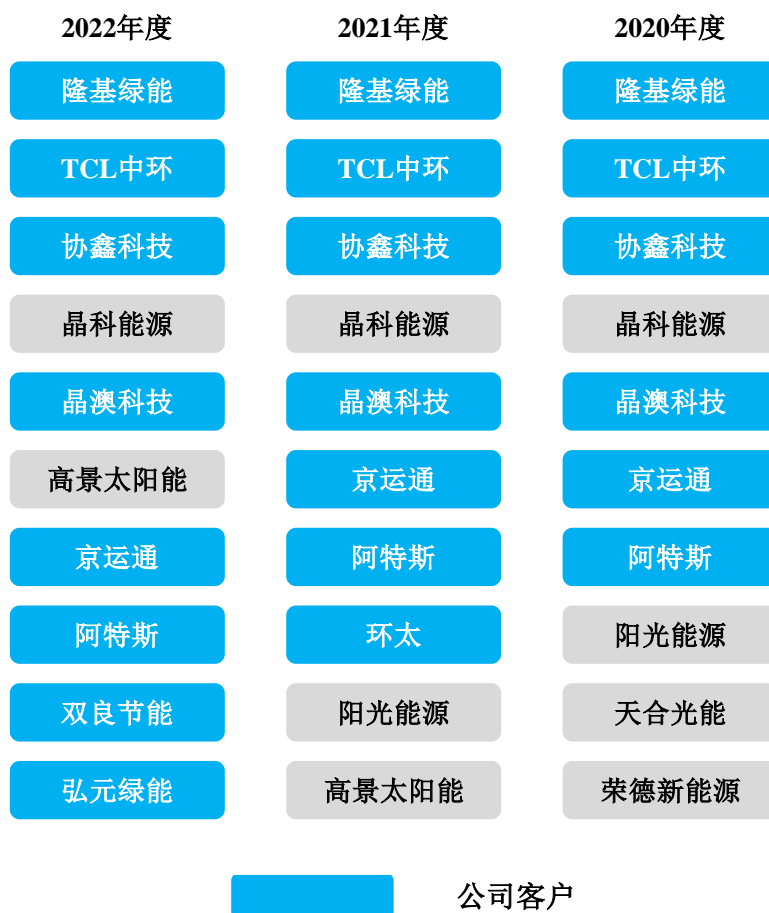 2022年度 2021年度 2020年度
隆基绿能 隆基绿能 隆基绿能
TCL中环 TCL中环 TCL中环
协鑫科技 协鑫科技 协鑫科技
晶科能源 晶科能源 晶科能源
晶澳科技 晶澳科技 晶澳科技
高景太阳能 京运通 京运通
京运通 阿特斯 阿特斯
阿特斯 环太 阳光能源
双良节能 阳光能源 天合光能
弘元绿能 高景太阳能 荣德新能源
公司客户